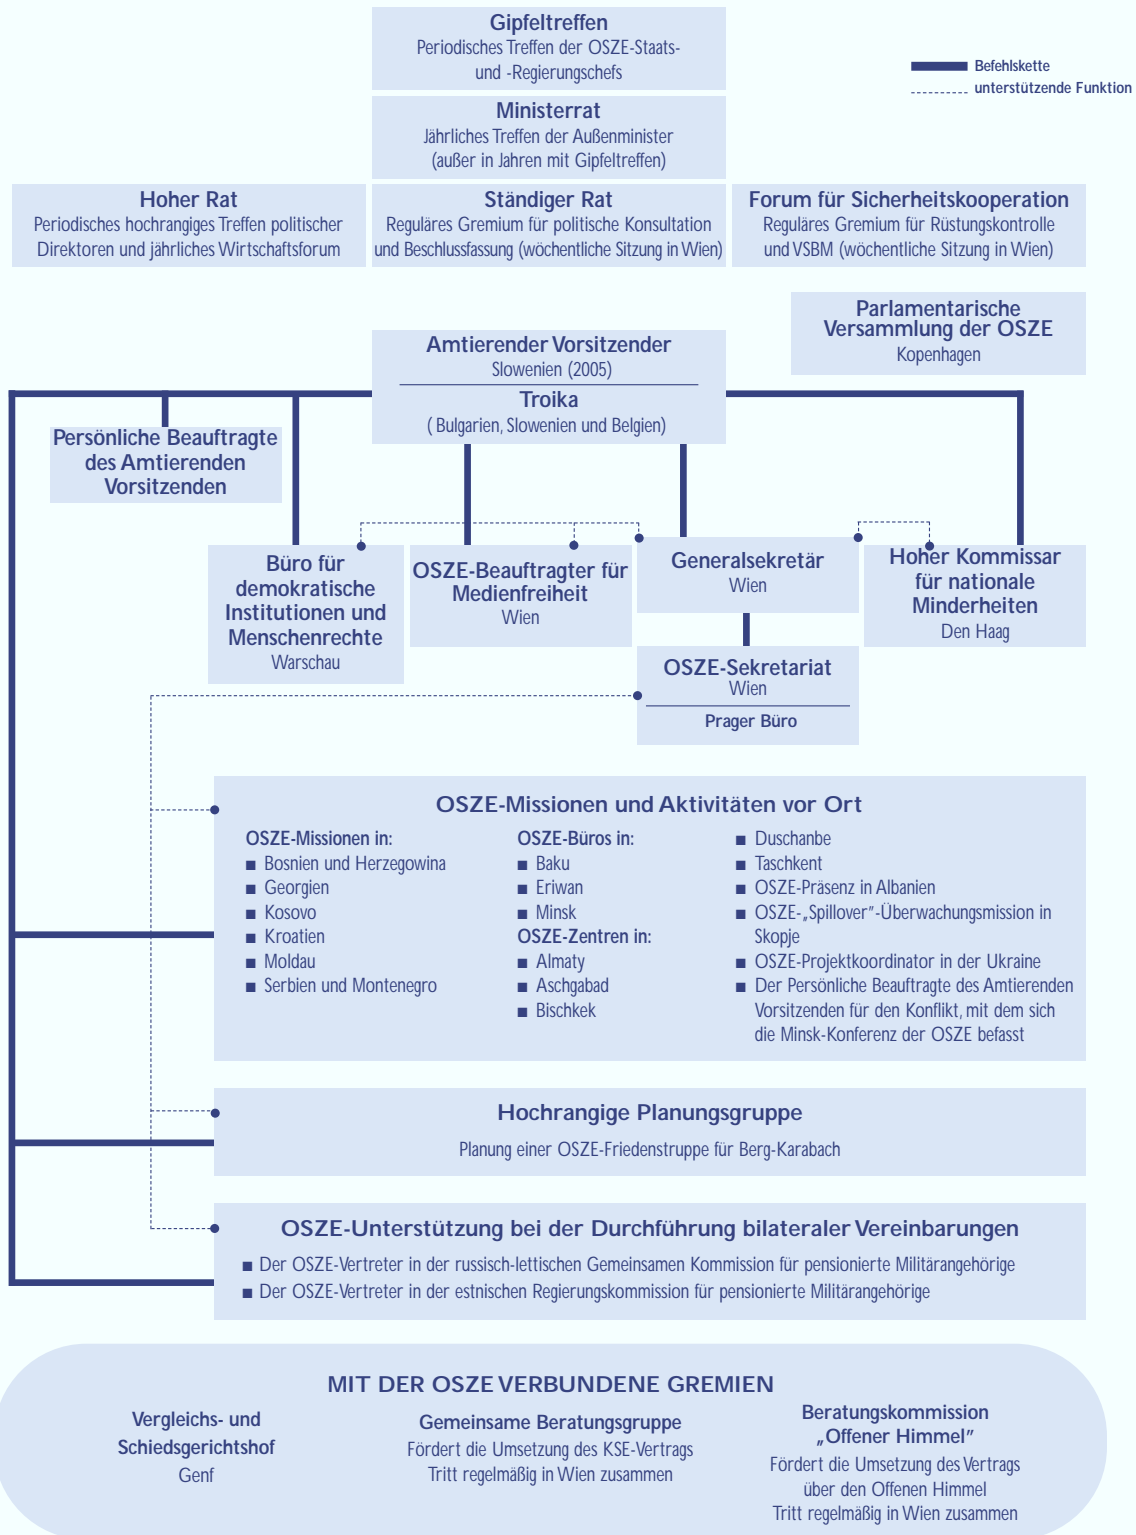 Gipfeltreffen
Periodisches Treffen der OSZE-Staats-
und -Regierungschefs
Befehlskette
unterstützende Funktion
Ministerrat
Jährliches Treffen der Außenminister
(außer in Jahren mit Gipfeltreffen)
Hoher Rat
Periodisches hochrangiges Treffen politischer
Direktoren und jährliches Wirtschaftsforum
Ständiger Rat
Reguläres Gremium für politische Konsultation
und Beschlussfassung (wöchentliche Sitzung in Wien)
Forum für Sicherheitskooperation
Reguläres Gremium für Rüstungskontrolle
und VSBM (wöchentliche Sitzung in Wien)
Parlamentarische
Versammlung der OSZE
Kopenhagen
Amtierender Vorsitzender
Slowenien (2005)
Troika
( Bulgarien, Slowenien und Belgien)
Persönliche Beauftragte
des Amtierenden
Vorsitzenden
Büro für
demokratische
Institutionen und
Menschenrechte
Warschau
OSZE-Beauftragter für
Medienfreiheit
Wien
Generalsekretär
Wien
Hoher Kommissar
für nationale
Minderheiten
Den Haag
OSZE-Sekretariat
Wien
Prager Büro
OSZE-Missionen und Aktivitäten vor Ort
OSZE-Missionen in:
■ Bosnien und Herzegowina
■ Georgien
■ Kosovo
■ Kroatien
■ Moldau
■ Serbien und Montenegro
OSZE-Büros in:
■ Baku
■ Eriwan
■ Minsk
OSZE-Zentren in:
■ Almaty
■ Aschgabad
■ Bischkek
■ Duschanbe
■ Taschkent
■ OSZE-Präsenz in Albanien
■ OSZE-„Spillover"-Überwachungsmission in
Skopje
■ OSZE-Projektkoordinator in der Ukraine
■ Der Persönliche Beauftragte des Amtierenden
Vorsitzenden für den Konflikt, mit dem sich
die Minsk-Konferenz der OSZE befasst
Hochrangige Planungsgruppe
Planung einer OSZE-Friedenstruppe für Berg-Karabach
OSZE-Unterstützung bei der Durchführung bilateraler Vereinbarungen
■ Der OSZE-Vertreter in der russisch-lettischen Gemeinsamen Kommission für pensionierte Militärangehörige
■ Der OSZE-Vertreter in der estnischen Regierungskommission für pensionierte Militärangehörige
MIT DER OSZE VERBUNDENE GREMIEN
Vergleichs- und
Schiedsgerichtshof
Genf
Gemeinsame Beratungsgruppe
Fördert die Umsetzung des KSE-Vertrags
Tritt regelmäßig in Wien zusammen
Beratungskommission
„Offener Himmel"
Fördert die Umsetzung des Vertrags
über den Offenen Himmel
Tritt regelmäßig in Wien zusammen